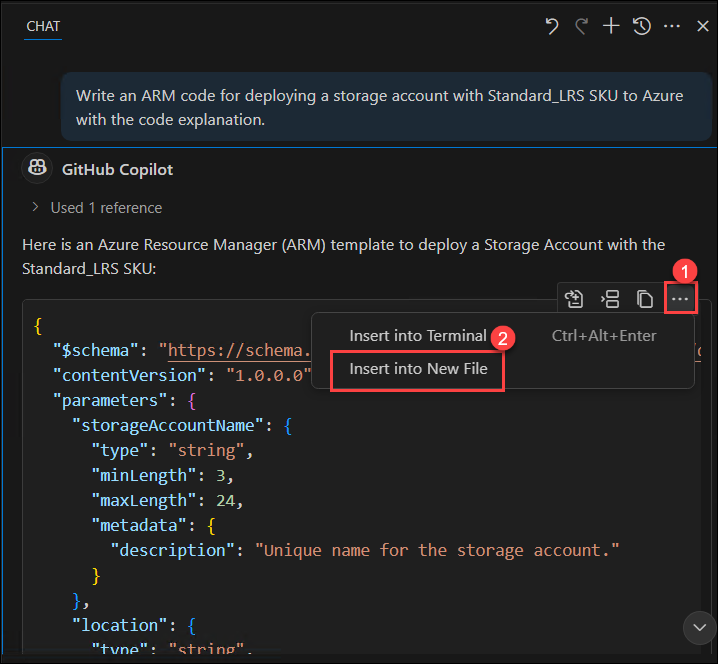 CHAT
Write an ARM code for deploying a storage account with Standard_LRS SKU to Azure
with the code explanation.
GitHub Copilot
Used 1 reference
Here is an Azure Resource Manager (ARM) template to deploy a Storage Account with the
Standard_LRS SKU:
1
{
Insert into Terminal 2 Ctrl+Alt+Enter
"$schema": "https://schema.
Insert into New File
"contentVersion": "1.0.0.0"
"parameters": {
"storageAccountName": {
"type": "string",
"minLength": 3,
"maxLength": 24,
"metadata": {
"description": "Unique name for the storage account."
}
},
"location": {
"type": "string",